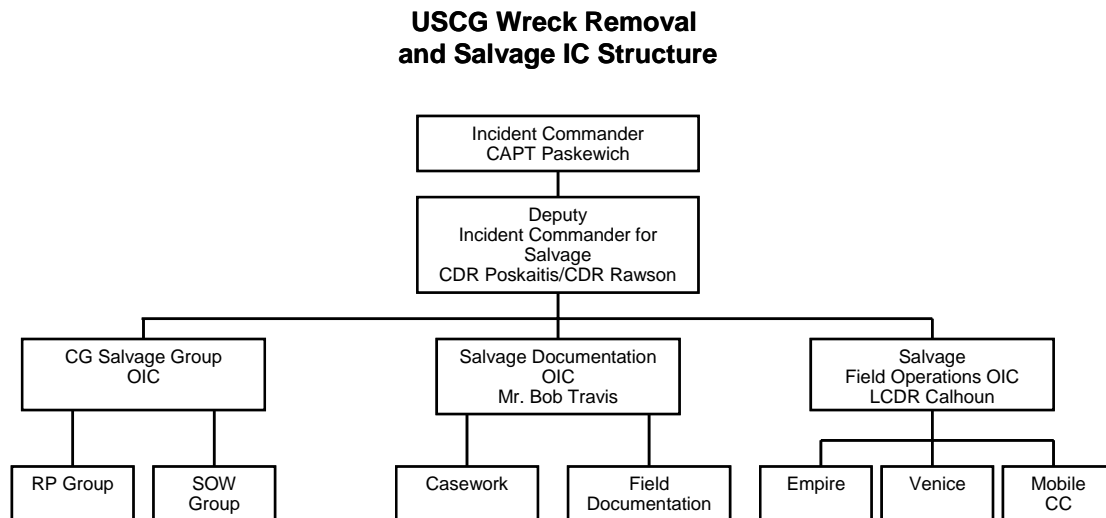 USCG Wreck Removal
and Salvage IC Structure
Incident Commander
CAPT Paskewich
Deputy
Incident Commander for
Salvage
CDR Poskaitis/CDR Rawson
CG Salvage Group
OIC
Salvage Documentation
OIC
Mr. Bob Travis
Salvage
Field Operations OIC
LCDR Calhoun
RP Group
SOW
Group
Casework
Field
Documentation
Empire
Venice
Mobile
CC